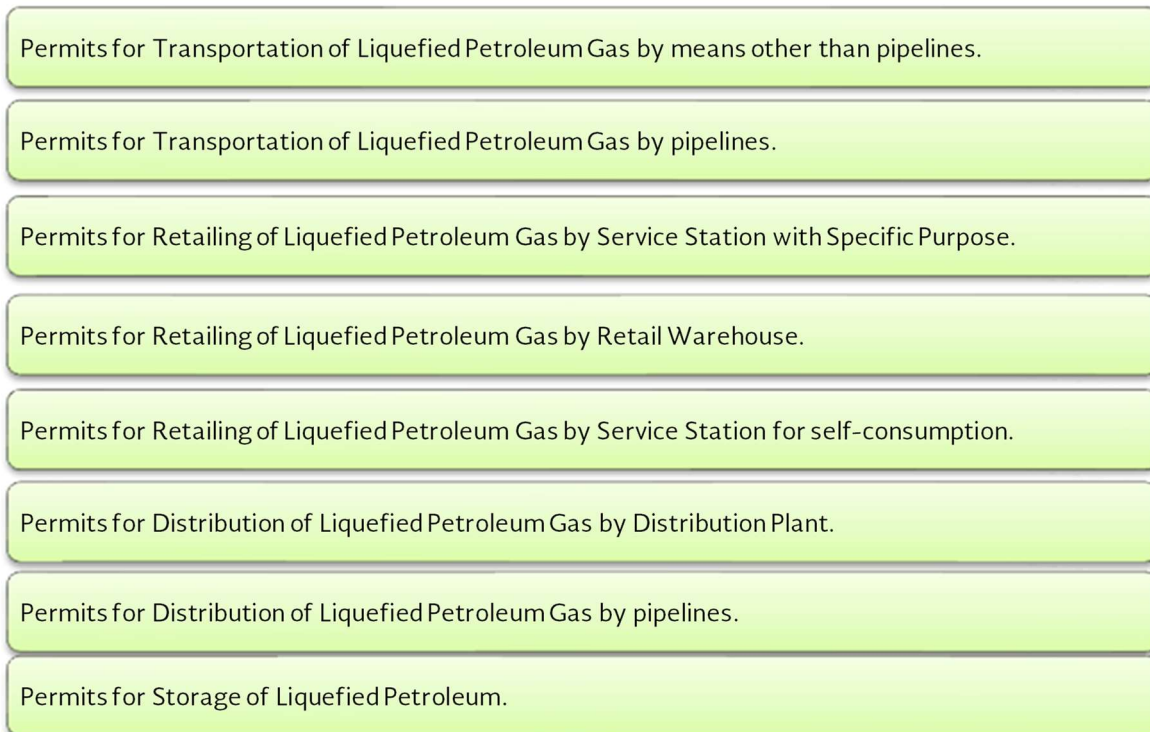 Permits for Transportation of Liquefied Petroleum Gas by means other than pipelines.
Permits for Transportation of Liquefied Petroleum Gas by pipelines.
Permits for Retailing of Liquefied Petroleum Gas by Service Station with Specific Purpose.
Permits for Retailing of Liquefied Petroleum Gas by Retail Warehouse.
Permits for Retailing of Liquefied Petroleum Gas by Service Station for self-consumption.
Permits for Distribution of Liquefied Petroleum Gas by Distribution Plant.
Permits for Distribution of Liquefied Petroleum Gas by pipelines.
Permits for Storage of Liquefied Petroleum.